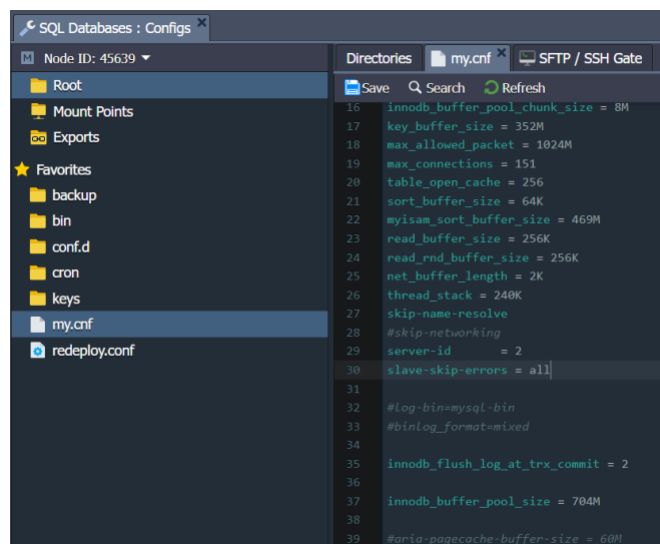 SQL Databases : Configs
Node ID: 45639
Root
Mount Points
Exports
Favorites
backup
bin
conf.d
cron
keys
my.cnf
redeploy.conf
Directories
my.cnf
SFTP / SSH Gate
Save
Search
Refresh
16 innodb_buffer_pool_chunk_size = 8M
17 key_buffer_size = 352M
18 max_allowed_packet = 1024M
19 max_connections = 151
20 table_open_cache = 256
21 sort_buffer_size = 64K
22 myisam_sort_buffer_size = 469M
23 read_buffer_size = 256K
24 read_rnd_buffer_size = 256K
25 net_buffer_length = 2K
26 thread_stack = 240K
27 skip-name-resolve
28 #skip-networking
29 server-id       = 2
30 slave-skip-errors = all
31
32 #log-bin=mysql-bin
33 #binlog_format=mixed
34
35 innodb_flush_log_at_trx_commit = 2
36
37 innodb_buffer_pool_size = 704M
38
39 #aria-pagecache-buffer-size = 60M